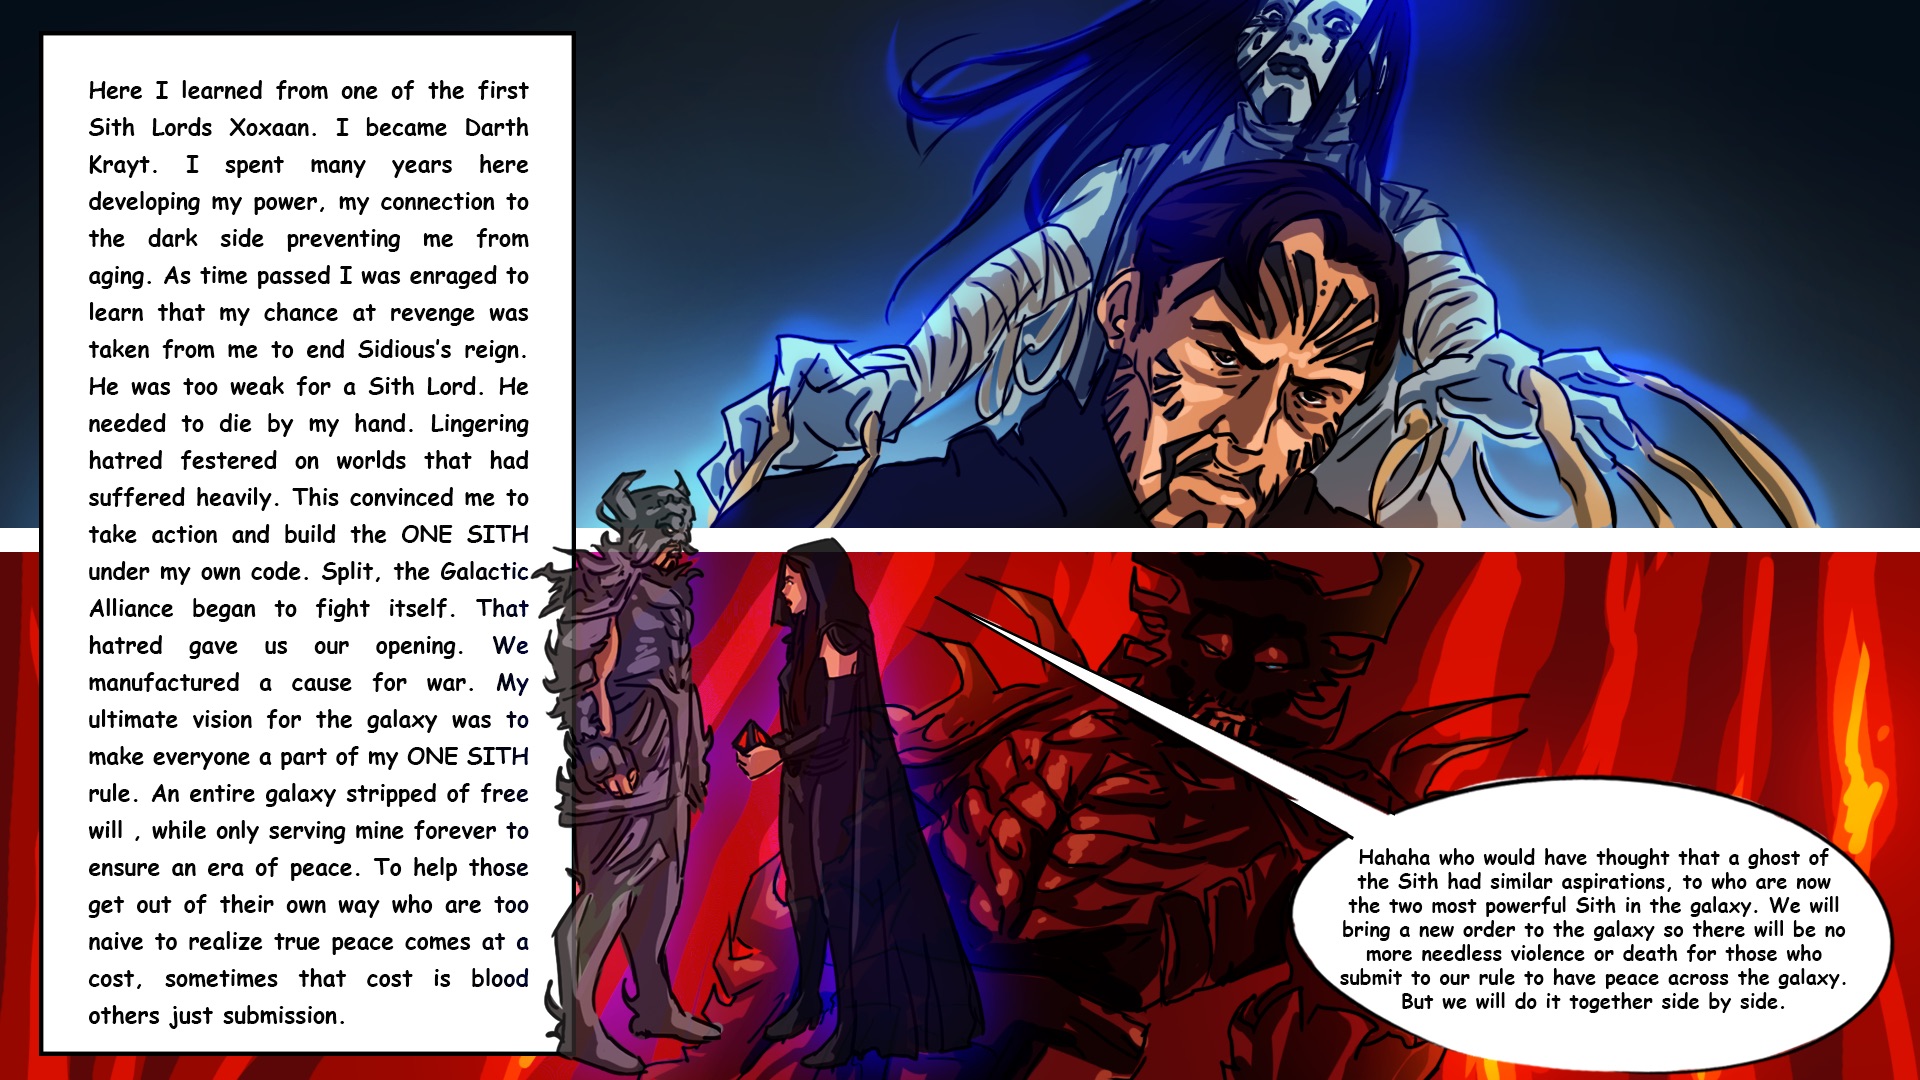 Here I learned from one of the first
Sith Lords Xoxaan. I became Darth
Krayt. I spent many years here
developing my power, my connection to
the dark side preventing me from
aging. As time passed I was enraged to
learn that my chance at revenge was
taken from me to end Sidious's reign.
He was too weak for a Sith Lord. He
needed to die by my hand. Lingering
hatred festered on worlds that had
suffered heavily. This convinced me to
take action and build the ONE SITH
under my own code. Split, the Galactic
Alliance began to fight itself. That
hatred gave us our opening. We
manufactured a cause for war. My
ultimate vision for the galaxy was to
make everyone a part of my ONE SITH
rule. An entire galaxy stripped of free
will , while only serving mine forever to
ensure an era of peace. To help those
get out of their own way who are too
naive to realize true peace comes at a
cost, sometimes that cost is blood
others just submission.
Hahaha who would have thought that a ghost of
the Sith had similar aspirations, to who are now
the two most powerful Sith in the galaxy. We will
bring a new order to the galaxy so there will be no
more needless violence or death for those who
submit to our rule to have peace across the galaxy.
But we will do it together side by side.